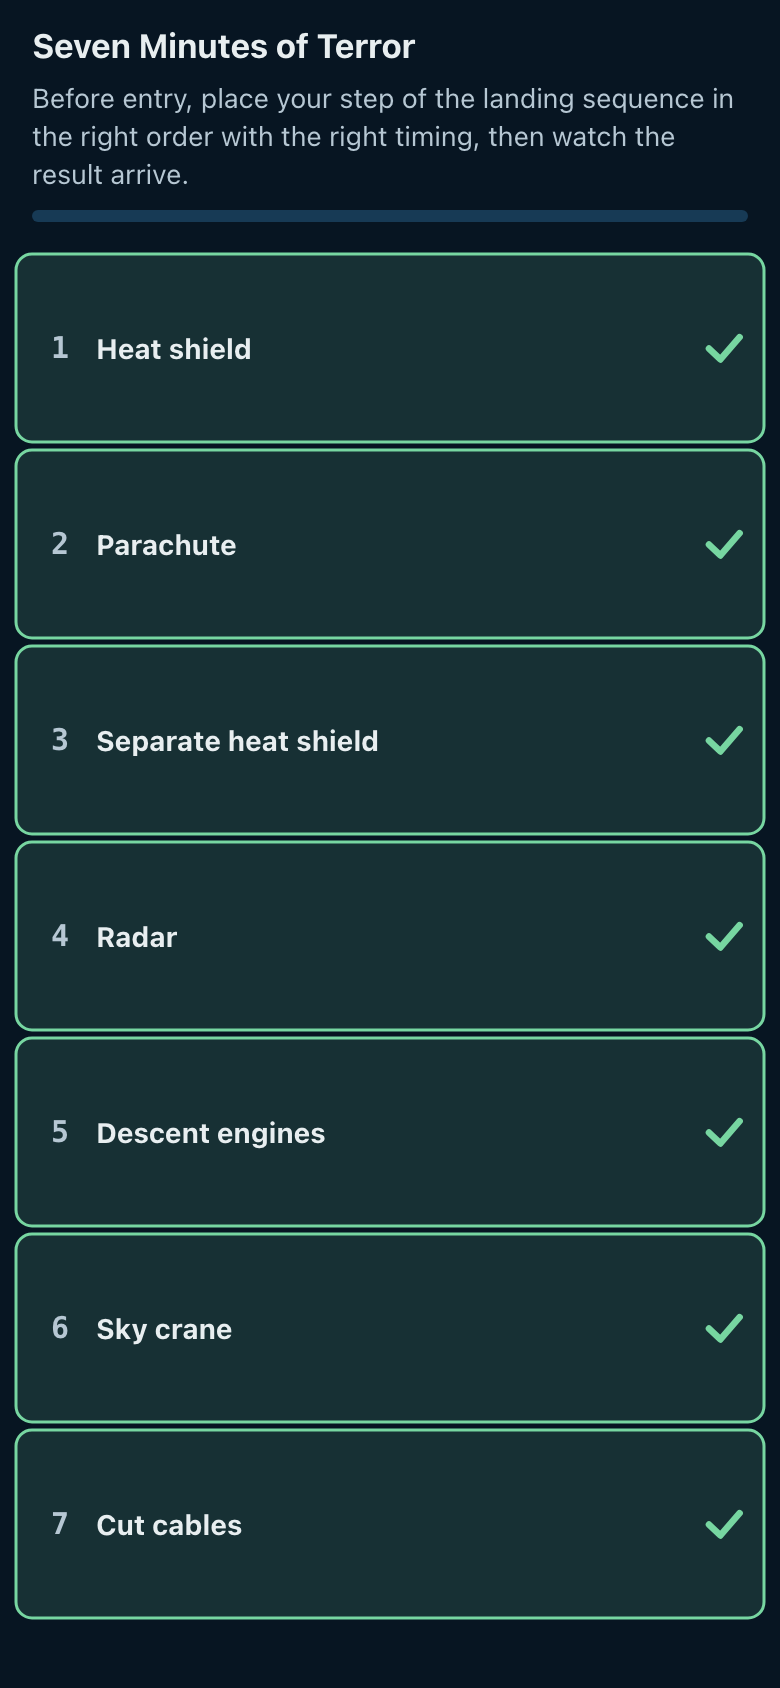 Seven Minutes of Terror
Before entry, place your step of the landing sequence in
the right order with the right timing, then watch the
result arrive.
1 Heat shield
2 Parachute
3 Separate heat shield
4 Radar
5 Descent engines
6 Sky crane
7 Cut cables